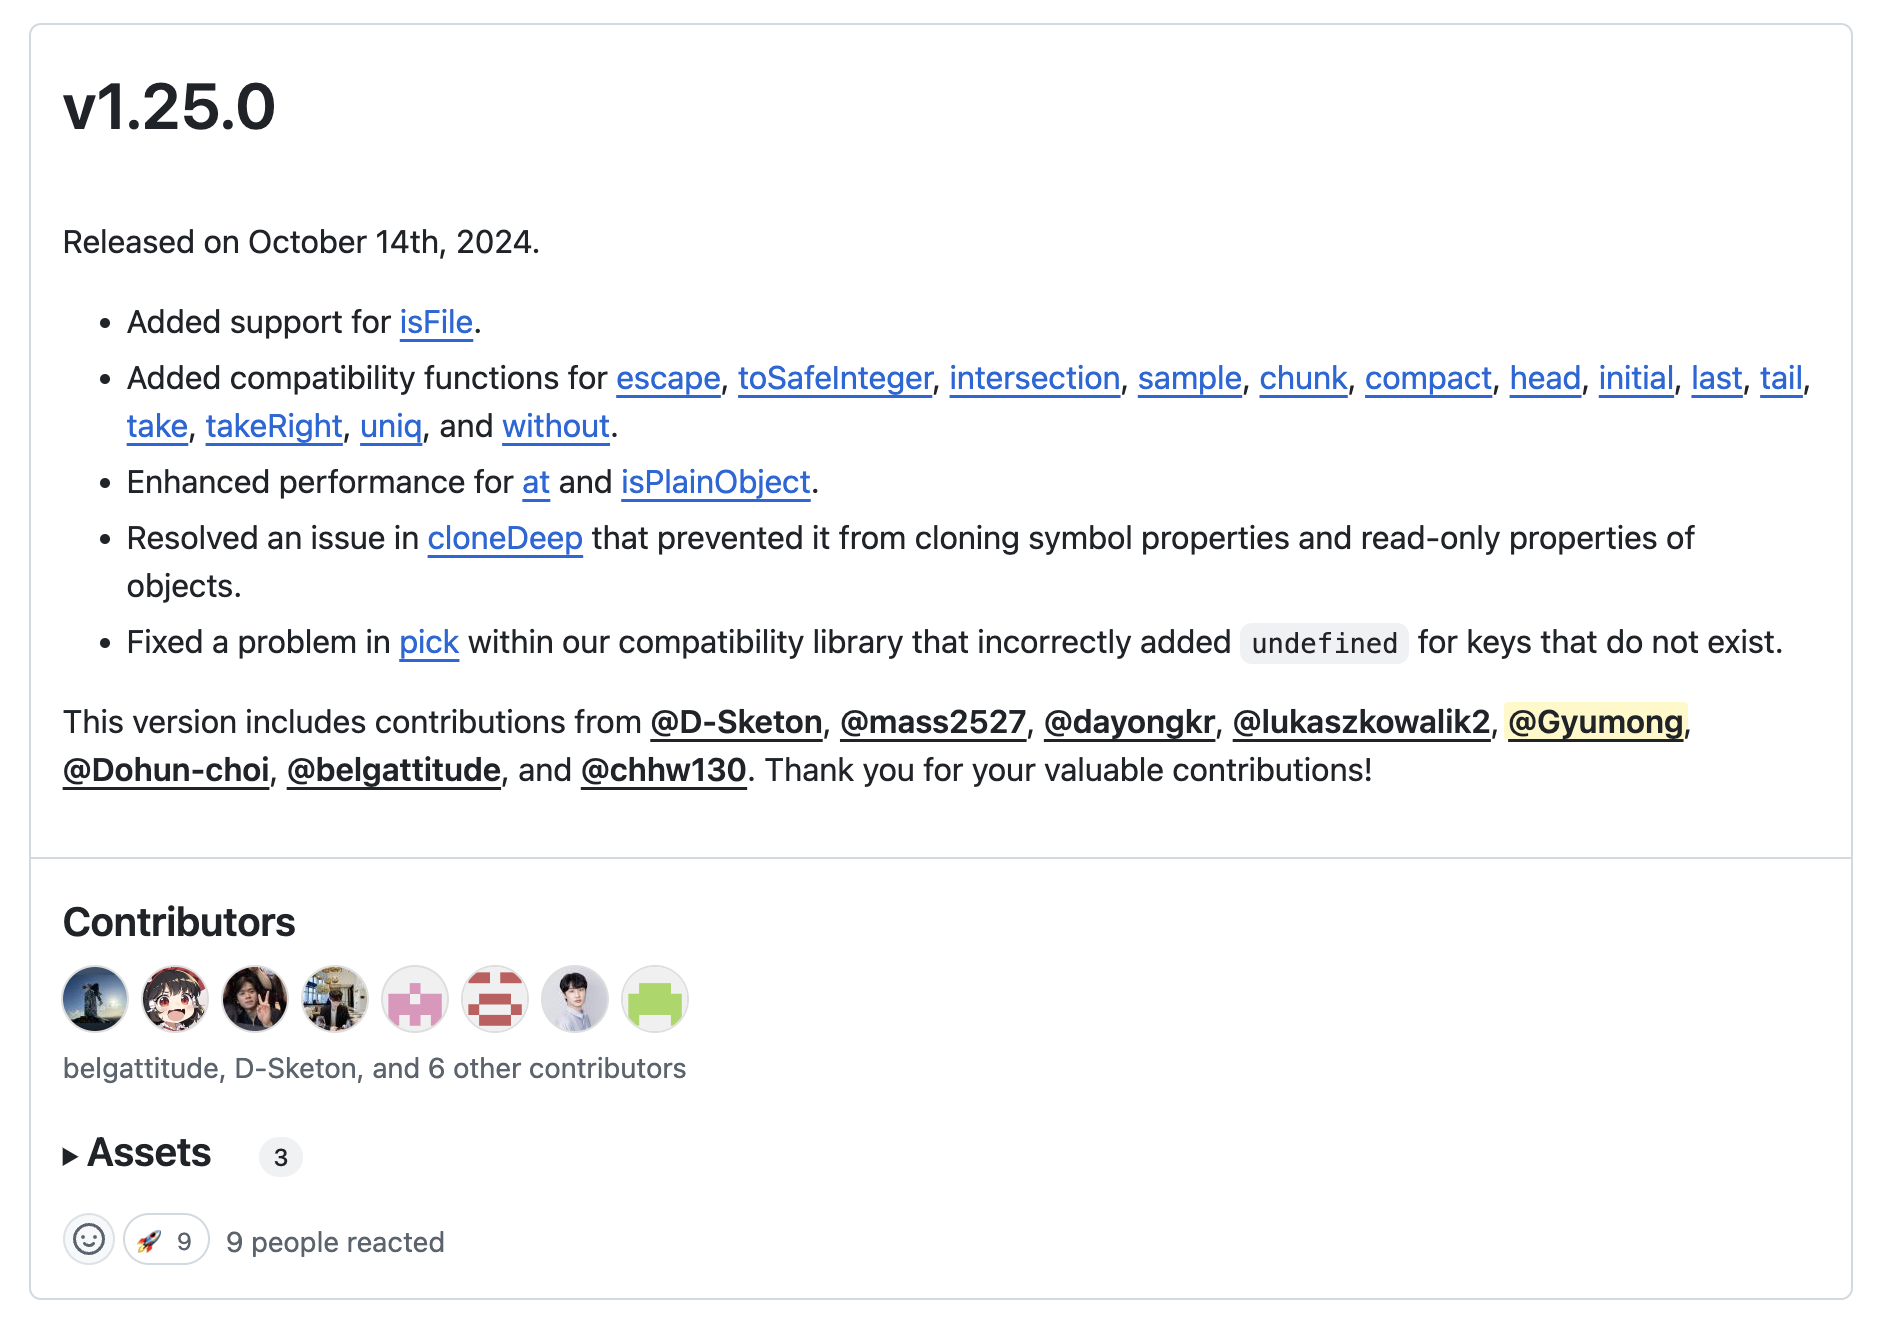 v1.25.0
Released on October 14th, 2024.
• Added support for isFile.
• Added compatibility functions for escape, toSafeInteger, intersection, sample, chunk, compact, head, initial, last, tail,
take, takeRight, uniq, and without.
• Enhanced performance for at and isPlainObject.
• Resolved an issue in cloneDeep that prevented it from cloning symbol properties and read-only properties of
objects.
• Fixed a problem in pick within our compatibility library that incorrectly added undefined for keys that do not exist.
This version includes contributions from @D-Sketon, @mass2527, @dayongkr, @lukaszkowalik2, @Gyumong,
@Dohun-choi, @belgattitude, and @chhw130. Thank you for your valuable contributions!
Contributors
belgattitude, D-Sketon, and 6 other contributors
Assets 3
9 9 people reacted